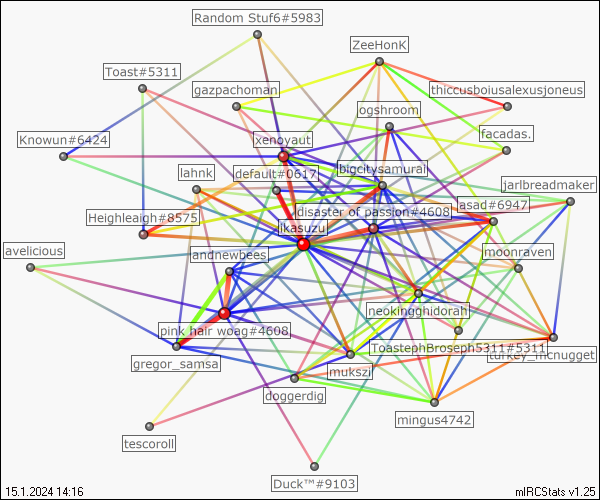 Random Stuf6#5983
ZeeHonK
Toast#5311
gazpachoman
thiccusboiusalexusjoneus
ogshroom
Knowun#6424
xenoyaut
facadas.
lahnk
default#0617
bigcitysamurai
jarlbreadmaker
Heighleaigh#8575
disaster of passion#4608
asad#6947
ikasuzu
avelicious
andnewbees
moonraven
neokingghidorah
pink hair woag#4608
ToastephBroseph5311#5311
gregor_samsa
mukszi
turkey_mcnugget
doggerdig
mingus4742
tescoroll
Duck™#9103
15.1.2024 14:16
mIRCStats v1.25